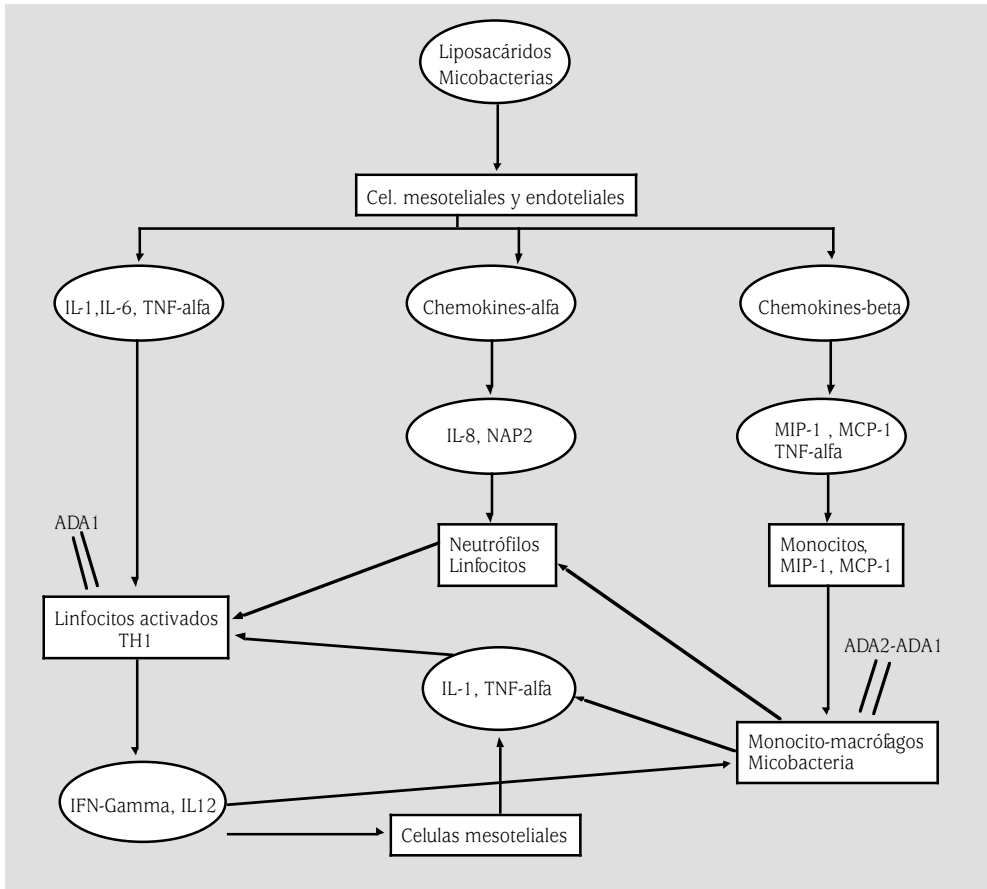 Liposacáridos
Micobacterias
Cel. mesoteliales y endoteliales
IL-1,IL-6, TNF-alfa
Chemokines-alfa
Chemokines-beta
IL-8, NAP2
MIP-1 , MCP-1
TNF-alfa
ADA1
Neutrófilos
Linfocitos
Monocitos,
MIP-1, MCP-1
Linfocitos activados
TH1
ADA2-ADA1
IL-1, TNF-alfa
Monocito-macrófagos
Micobacteria
IFN-Gamma, IL12
Celulas mesoteliales